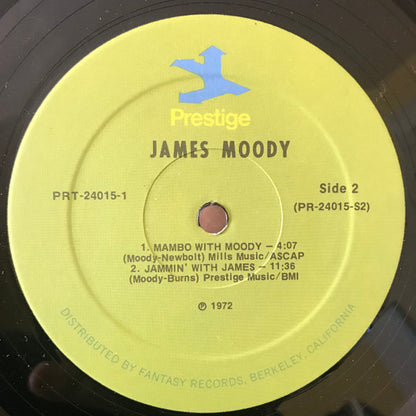 Prestige
JAMES MOODY
PRT-24015-1
Side 2
(PR-24015-S2)
1. MAMBO WITH MOODY – 4:07
(Moody-Newbolt) Mills Music/ASCAP
2. JAMMIN' WITH JAMES – 11:36
(Moody-Burns) Prestige Music/BMI
℗ 1972
DISTRIBUTED BY FANTASY RECORDS, BERKELEY, CALIFORNIA